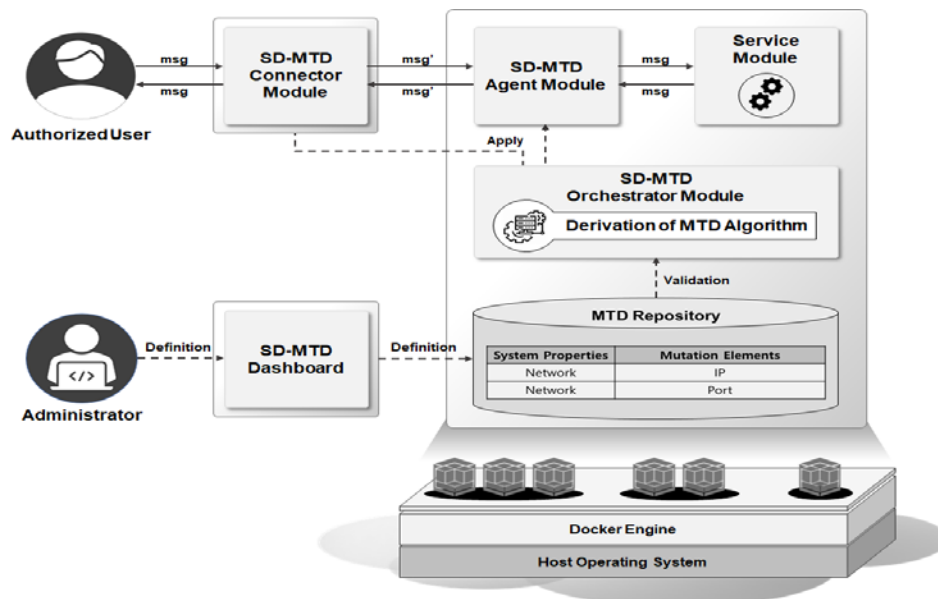 msg
msg
Authorized User
SD-MTD
Connector
Module
msg'
msg'
SD-MTD
Agent Module
msg
msg
Service
Module
Apply
SD-MTD
Orchestrator Module
Derivation of MTD Algorithm
Validation
MTD Repository
System Properties Mutation Elements
Network IP
Network Port
Administrator
Definition
SD-MTD
Dashboard
Definition
Docker Engine
Host Operating System